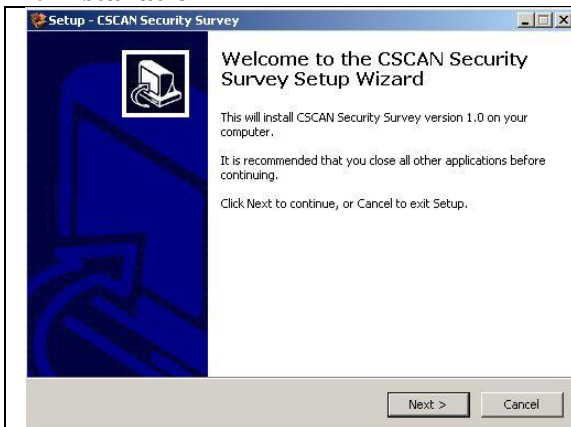 Setup - CSCAN Security Survey
Welcome to the CSCAN Security
Survey Setup Wizard
This will install CSCAN Security Survey version 1.0 on your
computer.
It is recommended that you close all other applications before
continuing.
Click Next to continue, or Cancel to exit Setup.
Next >
Cancel